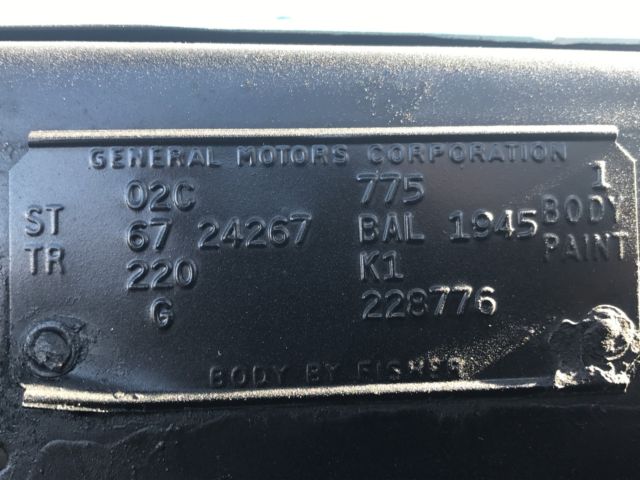 GENERAL MOTORS CORPORATION
02C 775 1
ST 67 24267 BAL 1945 BODY
TR 220 K1 PAINT
G 228776
BODY BY FISHER